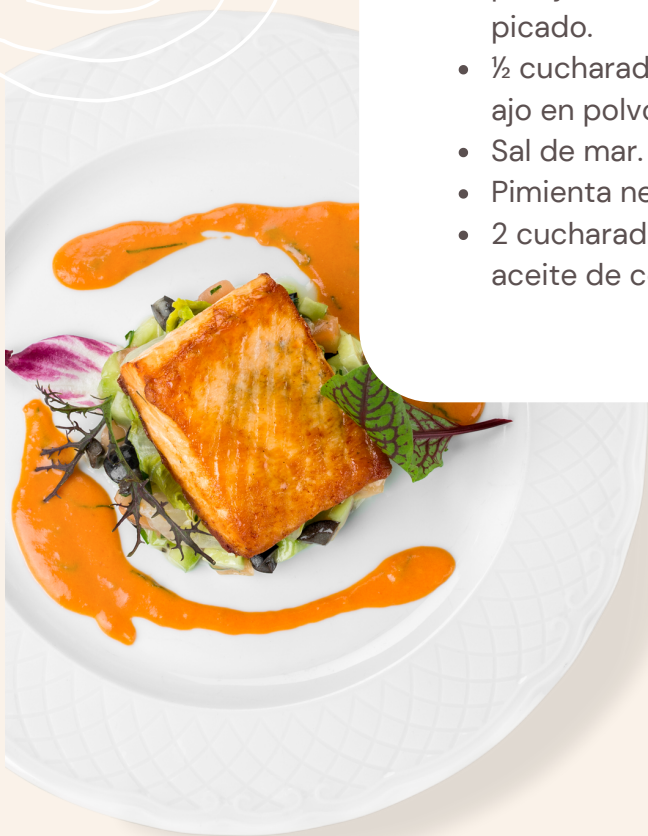 picado.
½ cucharad
ajo en polvo
Sal de mar.
Pimienta ne
2 cucharad
aceite de c